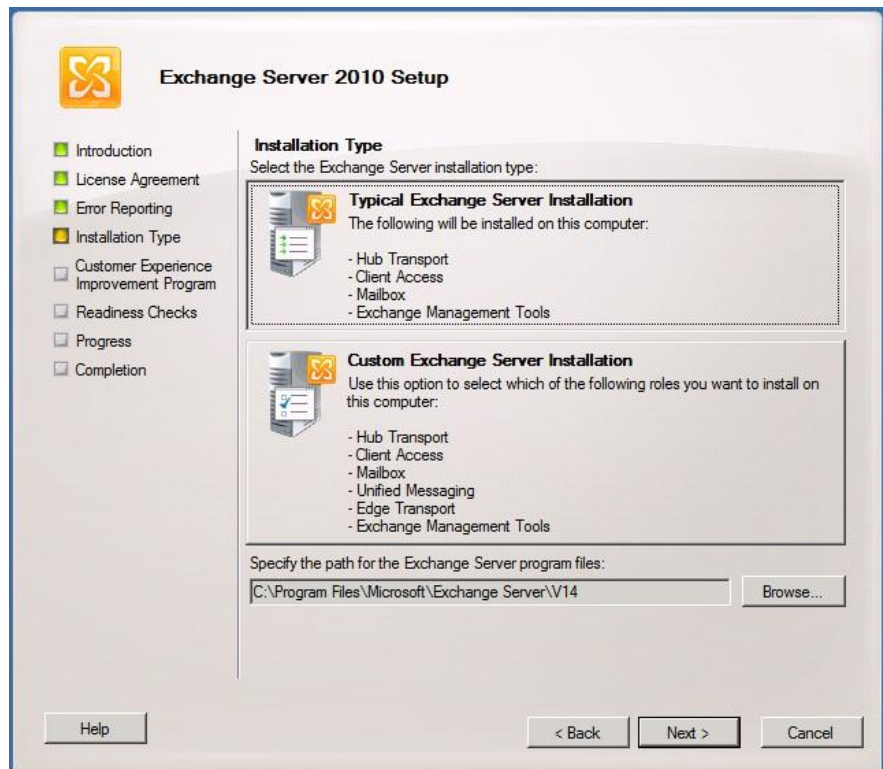 Exchange Server 2010 Setup
Introduction
License Agreement
Error Reporting
Installation Type
Customer Experience
Improvement Program
Readiness Checks
Progress
Completion
Installation Type
Select the Exchange Server installation type:
Typical Exchange Server Installation
The following will be installed on this computer:
- Hub Transport
- Client Access
- Mailbox
- Exchange Management Tools
Custom Exchange Server Installation
Use this option to select which of the following roles you want to install on
this computer:
- Hub Transport
- Client Access
- Mailbox
- Unified Messaging
- Edge Transport
- Exchange Management Tools
Specify the path for the Exchange Server program files:
C:\Program Files\Microsoft\Exchange Server\V14
Browse...
Help
< Back
Next >
Cancel